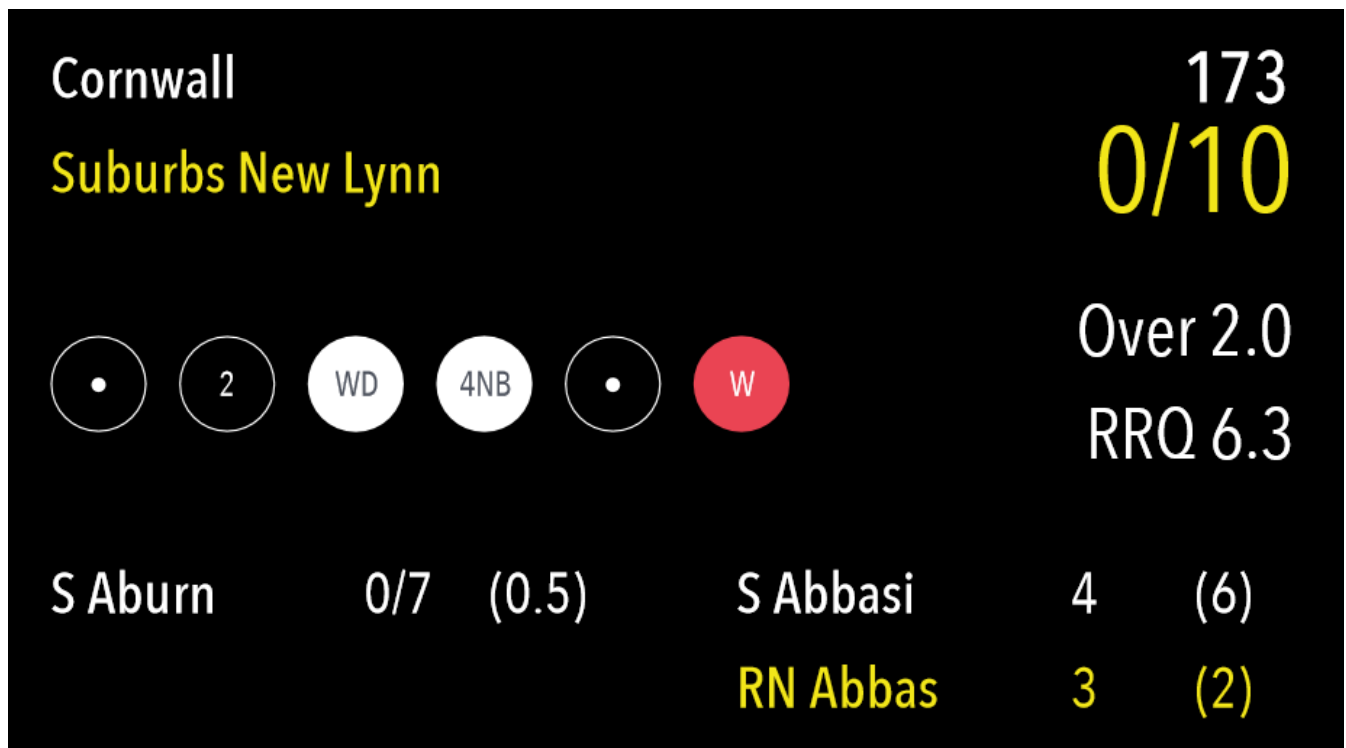 Cornwall 173
Suburbs New Lynn 0/10
Over 2.0
• 2 WD 4NB • W
RRQ 6.3
S Aburn 0/7 (0.5) S Abbasi 4 (6)
RN Abbas 3 (2)